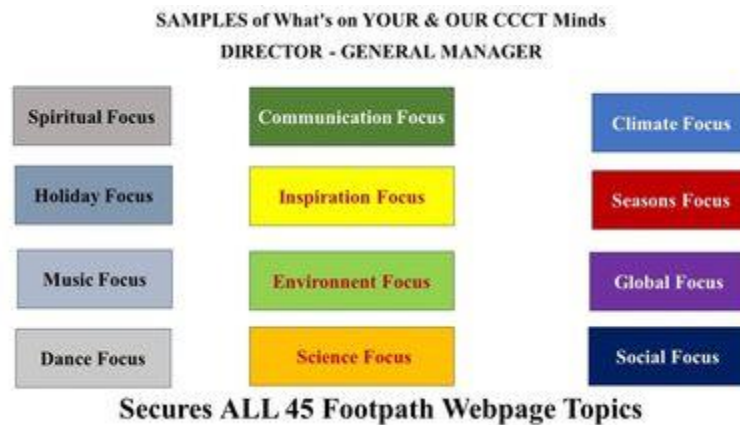 SAMPLES of What's on YOUR & OUR CCCT Minds
DIRECTOR - GENERAL MANAGER
Spiritual Focus
Communication Focus
Climate Focus
Holiday Focus
Inspiration Focus
Seasons Focus
Music Focus
Environnent Focus
Global Focus
Dance Focus
Science Focus
Social Focus
Secures ALL 45 Footpath Webpage Topics